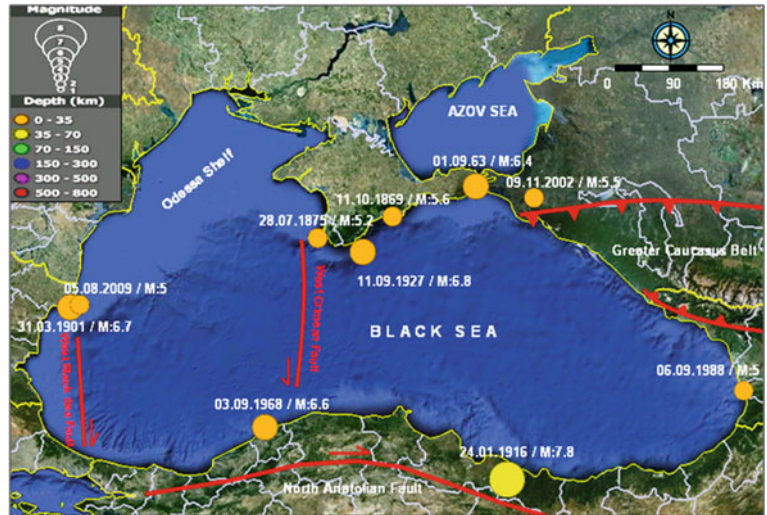 Magnitude
8
7
6
5
4
3
2
1
Depth (km)
0 - 35
35 - 70
70 - 150
150 - 300
300 - 500
500 - 800
0 90 180 Km
AZOV SEA
Odessa Shelf
01.09.63/ M:6.4
09.11.2002 / M:5.5
11.10.1869 / M:5.6
28.07.1875/ M:5.2
Greater Caucasus Belt
11.09.1927 / M:6.8
05.08.2009 / M:5
31.03.1901 / M:6.7
West Crimean Fault
BLACK SEA
West Black Sea Fault
06.09.1988 / M:5
03.09.1968 / M:6.6
24.01.1916 / M:7.8
North Anatolian Fault